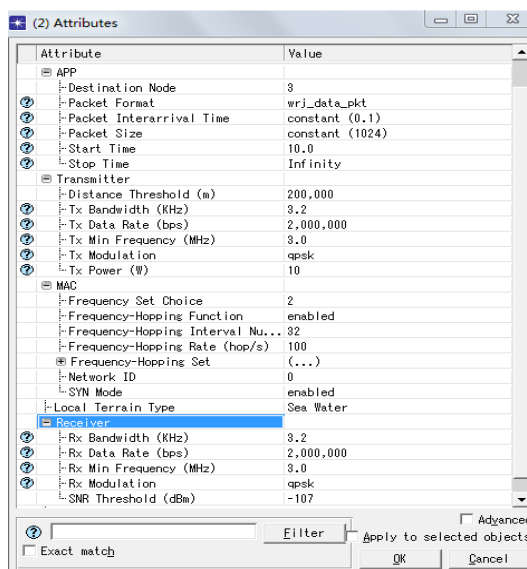 (2) Attributes
Attribute Value
APP
Destination Node 3
Packet Format wrj_data_pkt
Packet Interarrival Time constant (0.1)
Packet Size constant (1024)
Start Time 10.0
Stop Time Infinity
Transmitter
Distance Threshold (m) 200,000
Tx Bandwidth (KHz) 3.2
Tx Data Rate (bps) 2,000,000
Tx Min Frequency (MHz) 3.0
Tx Modulation qpsk
Tx Power (W) 10
MAC
Frequency Set Choice 2
Frequency-Hopping Function enabled
Frequency-Hopping Interval Nu... 32
Frequency-Hopping Rate (hop/s) 100
Frequency-Hopping Set (...)
Network ID 0
SYN Mode enabled
Local Terrain Type Sea Water
Receiver
Rx Bandwidth (KHz) 3.2
Rx Data Rate (bps) 2,000,000
Rx Min Frequency (MHz) 3.0
Rx Modulation qpsk
SNR Threshold (dBm) -107
Advanced
Filter Apply to selected objects
Exact match
OK Cancel